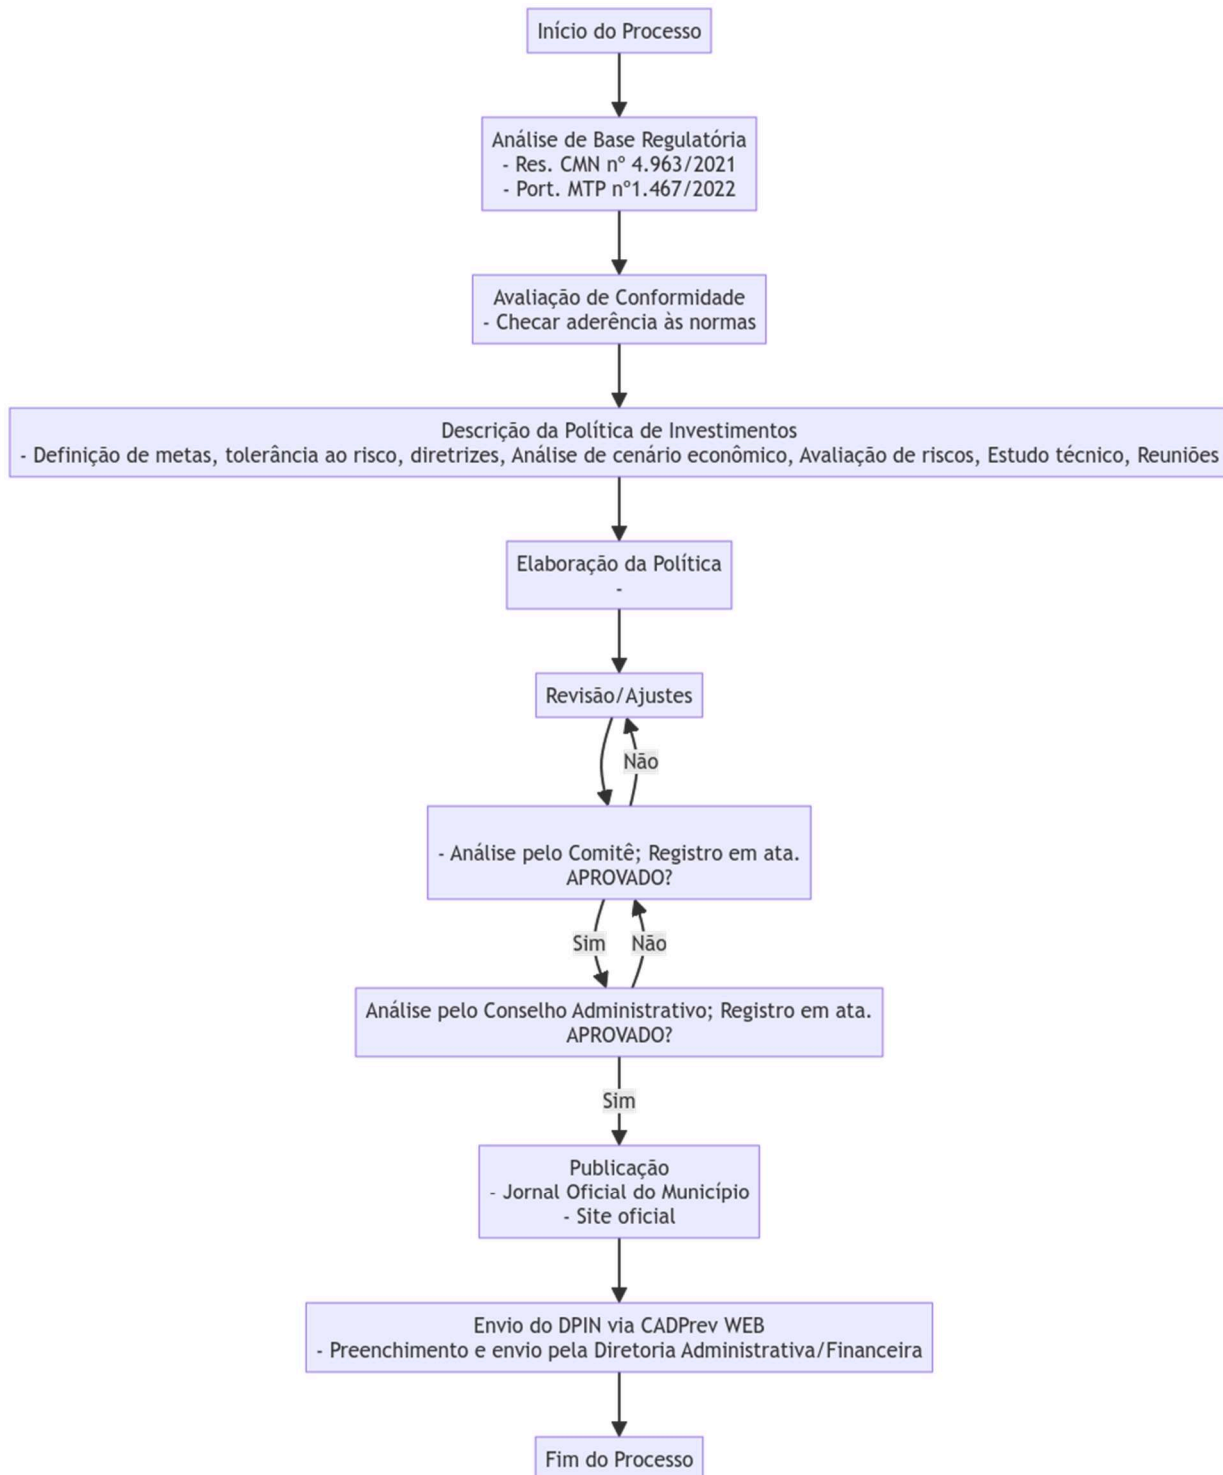 Início do Processo
Análise de Base Regulatória
- Res. CMN nº 4.963/2021
- Port. MTP nº1.467/2022
Avaliação de Conformidade
- Checar aderência às normas
Descrição da Política de Investimentos
- Definição de metas, tolerância ao risco, diretrizes, Análise de cenário econômico, Avaliação de riscos, Estudo técnico, Reuniões
Elaboração da Política
-
Revisão/Ajustes
Não
- Análise pelo Comitê; Registro em ata.
APROVADO?
Sim Não
Análise pelo Conselho Administrativo; Registro em ata.
APROVADO?
Sim
Publicação
- Jornal Oficial do Município
- Site oficial
Envio do DPIN via CADPrev WEB
- Preenchimento e envio pela Diretoria Administrativa/Financeira
Fim do Processo